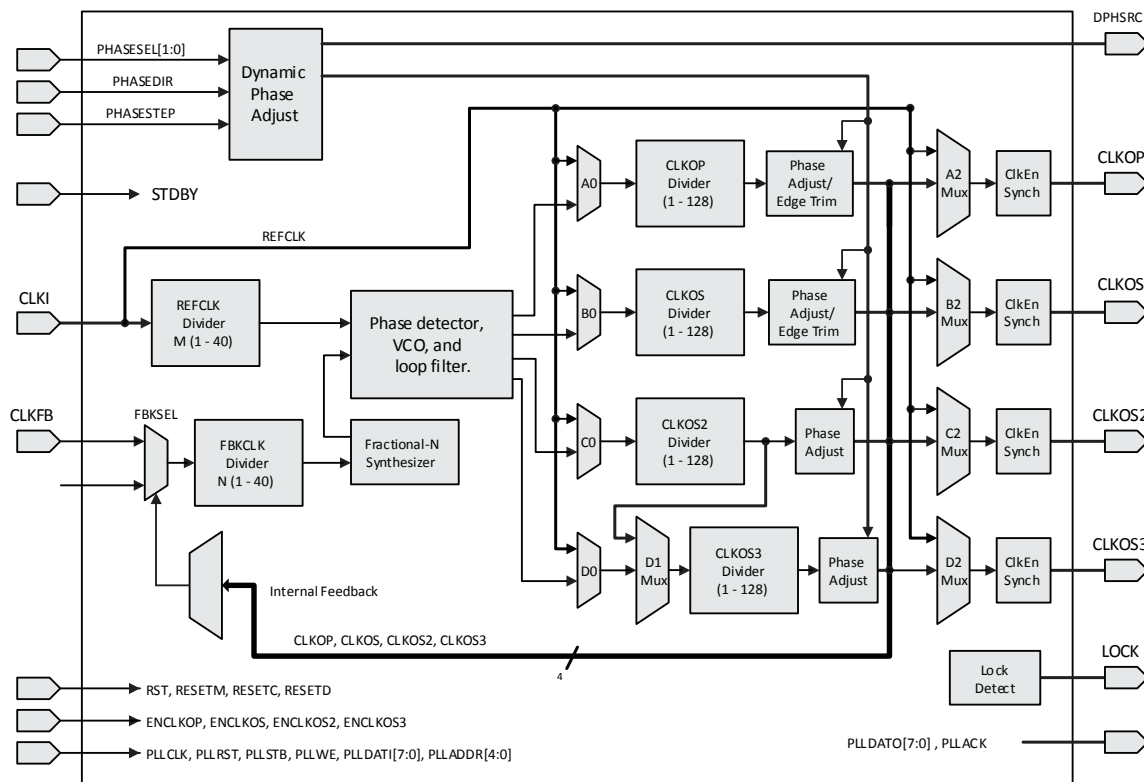 DPHSRC
PHASESEL[1:0]
PHASEDIR
PHASESTEP
Dynamic
Phase
Adjust
STDBY
REFCLK
CLKI
REFCLK
Divider
M (1 - 40)
Phase detector,
VCO, and
loop filter.
CLKFB
FBKSEL
FBKCLK
Divider
N (1 - 40)
Fractional-N
Synthesizer
A0
CLKOP
Divider
(1 - 128)
Phase
Adjust/
Edge Trim
A2
Mux
ClkEn
Synch
CLKOP
B0
CLKOS
Divider
(1 - 128)
Phase
Adjust/
Edge Trim
B2
Mux
ClkEn
Synch
CLKOS
C0
CLKOS2
Divider
(1 - 128)
Phase
Adjust
C2
Mux
ClkEn
Synch
CLKOS2
D0
D1
Mux
CLKOS3
Divider
(1 - 128)
Phase
Adjust
D2
Mux
ClkEn
Synch
CLKOS3
Internal Feedback
CLKOP, CLKOS, CLKOS2, CLKOS3
4
Lock
Detect
LOCK
RST, RESETM, RESETC, RESETD
ENCLKOP, ENCLKOS, ENCLKOS2, ENCLKOS3
PLLCLK, PLLRST, PLLSTB, PLLWE, PLLDATI[7:0], PLLADDR[4:0]
PLLDATO[7:0] , PLLACK